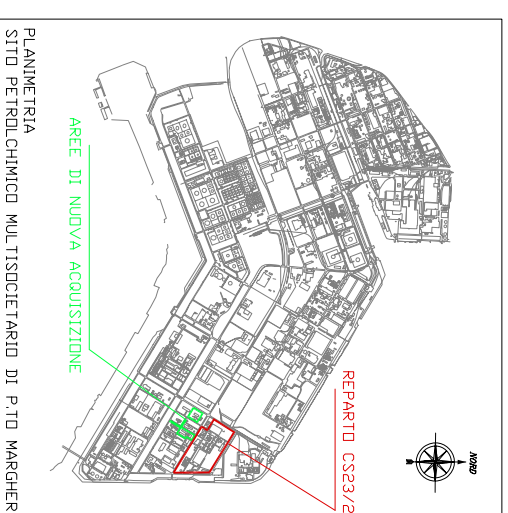 PLANIMETRIA
SITO PETROLCHIMICO MULTISOCIETARIO DI P.TO MARGHER
AREE DI NUOVA ACQUISIZIONE
REPARTO CS23/2
NORD